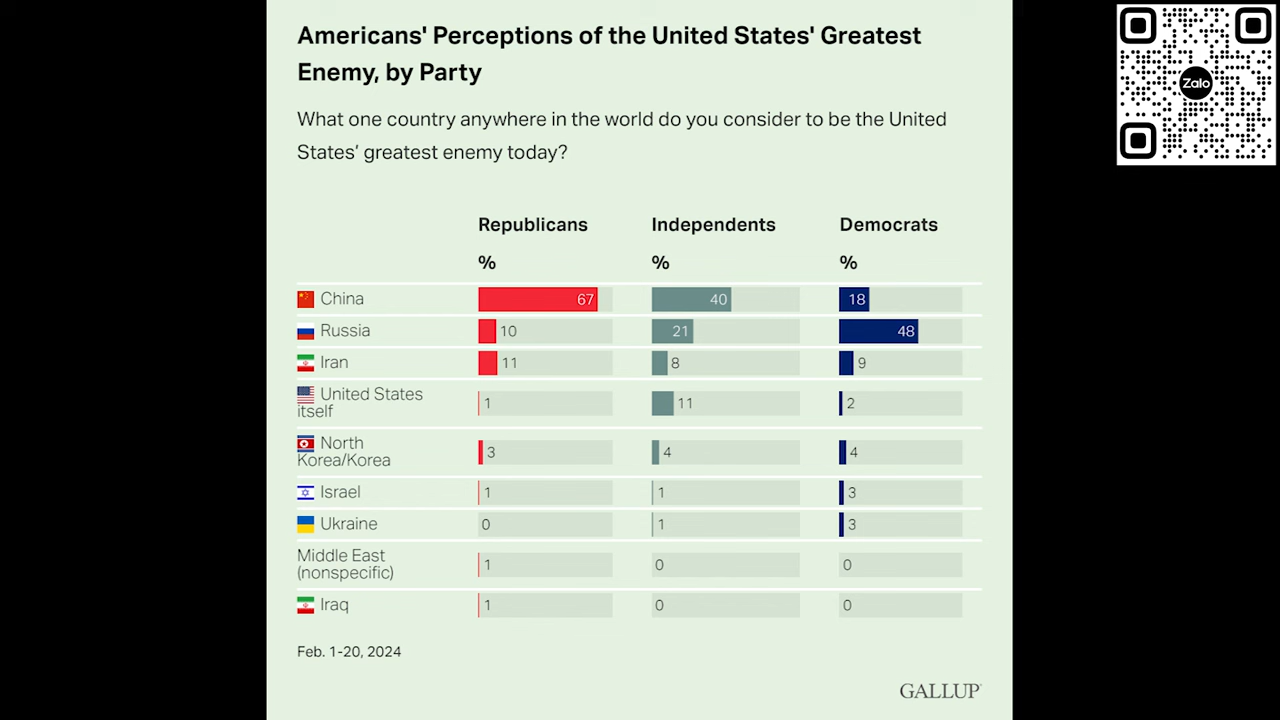 Americans' Perceptions of the United States' Greatest
Enemy, by Party
What one country anywhere in the world do you consider to be the United
States’ greatest enemy today?
Republicans Independents Democrats
% % %
China 67 40 18
Russia 10 21 48
Iran 11 8 9
United States
itself 1 11 2
North
Korea/Korea 3 4 4
Israel 1 1 3
Ukraine 0 1 3
Middle East
(nonspecific) 1 0 0
Iraq 1 0 0
Feb. 1-20, 2024
GALLUP
Zalo